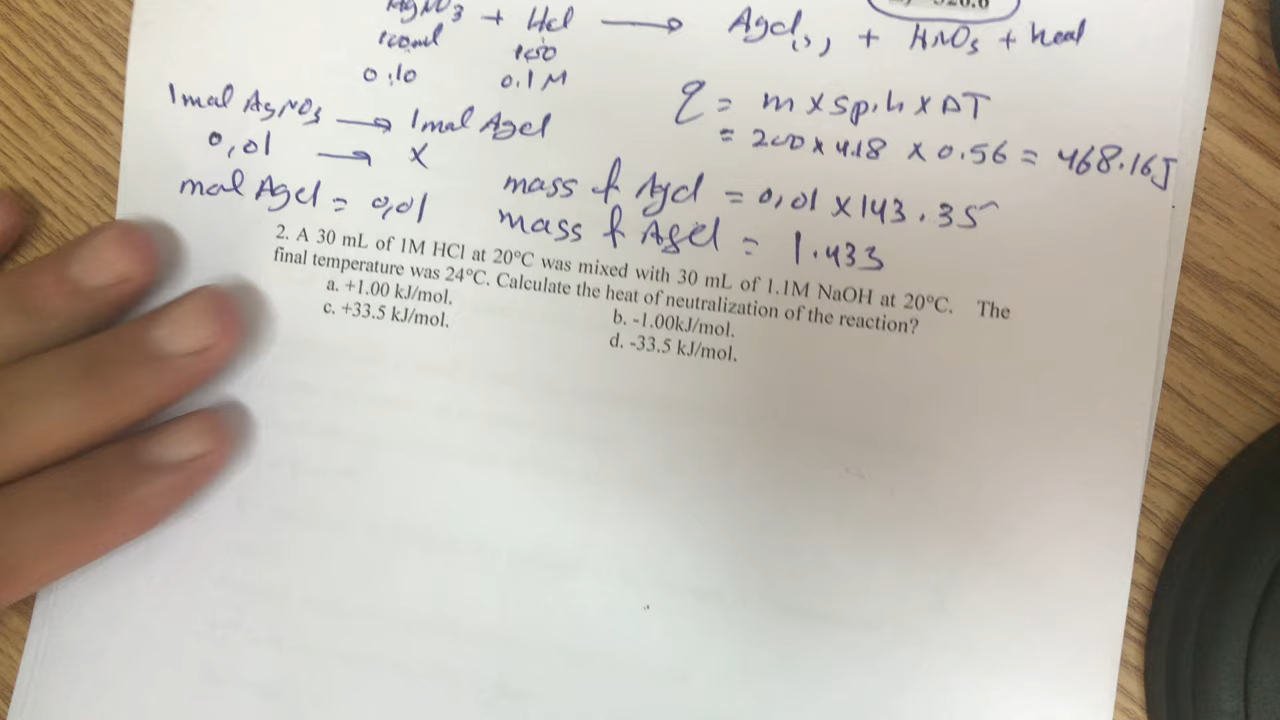 AgNO3 + HCl → AgCl(s) + HNO3 + heat
100ml 100
0.10 0.1M
1mol AgNO3 → 1mol AgCl
0,01 → X
mol AgCl = 0,01
q = m x sp.h x ΔT
= 200 x 4.18 x 0.56 = 468.16J
mass of AgCl = 0,01 x 143.35
mass of AgCl = 1.433
2. A 30 mL of 1M HCl at 20°C was mixed with 30 mL of 1.1M NaOH at 20°C. The
final temperature was 24°C. Calculate the heat of neutralization of the reaction?
a. +1.00 kJ/mol. b. -1.00kJ/mol.
c. +33.5 kJ/mol. d. -33.5 kJ/mol.